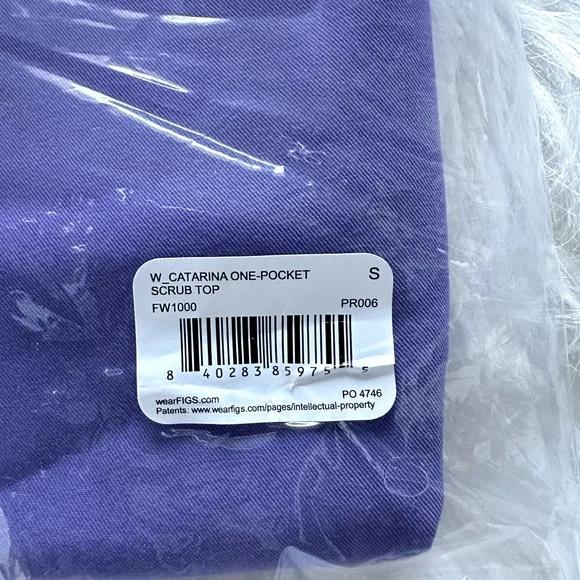 W_CATARINA ONE-POCKET S
SCRUB TOP
FW1000 PR006
8 40283 85975 5
wearFIGS.com PO 4746
Patents: www.wearfigs.com/pages/intellectual-property